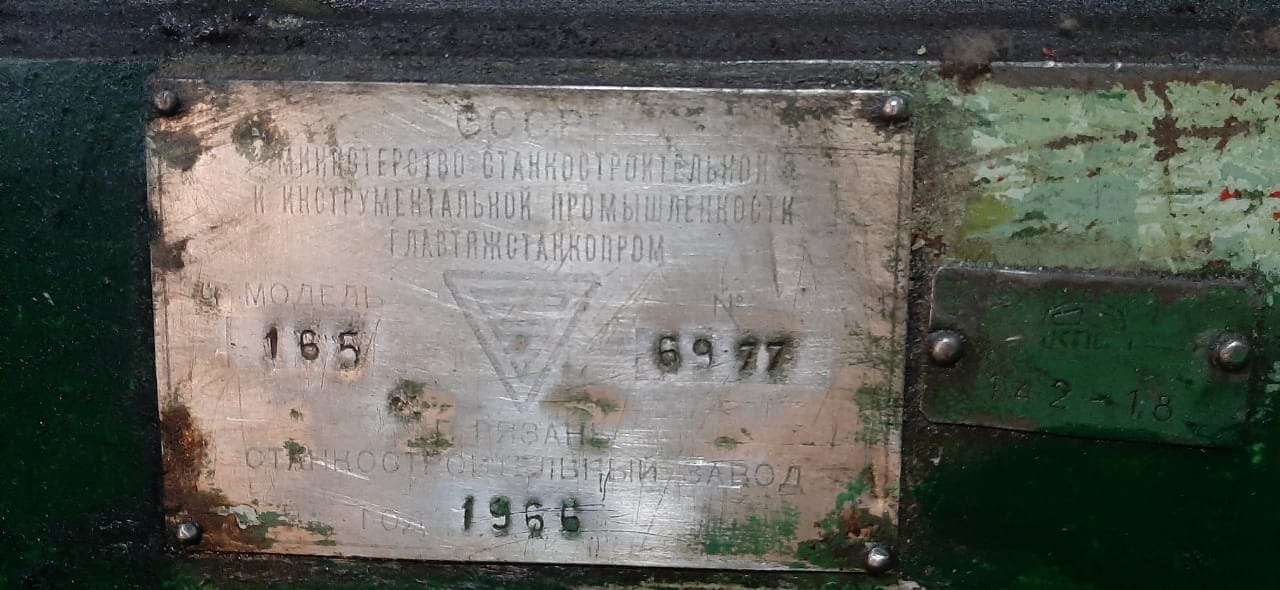 СССР
МИНИСТЕРСТВО СТАНКОСТРОИТЕЛЬНОЙ
И ИНСТРУМЕНТАЛЬНОЙ ПРОМЫШЛЕННОСТИ
ГЛАВТЯЖСТАНКОПРОМ
МОДЕЛЬ №
165 6977
Г. РЯЗАНЬ
СТАНКОСТРОИТЕЛЬНЫЙ ЗАВОД
ГОД 1966
142-18